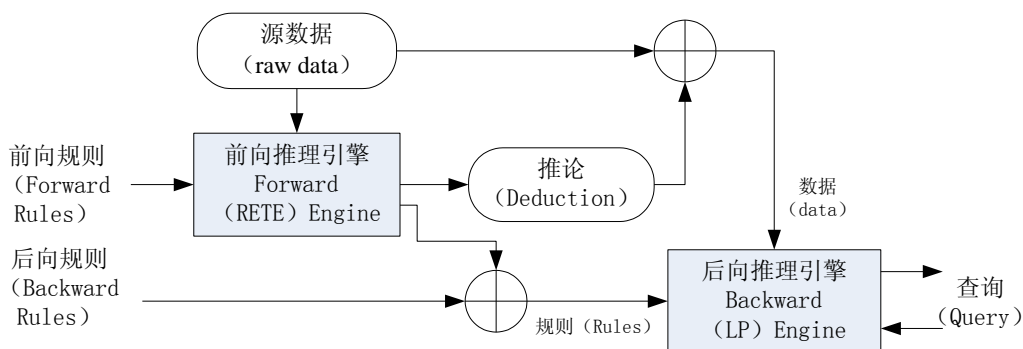 源数据
（raw data）
前向规则
（Forward
Rules）
前向推理引擎
Forward
（RETE）Engine
推论
（Deduction）
数据
（data）
后向规则
（Backward
Rules）
规则（Rules）
后向推理引擎
Backward
（LP）Engine
查询
（Query）